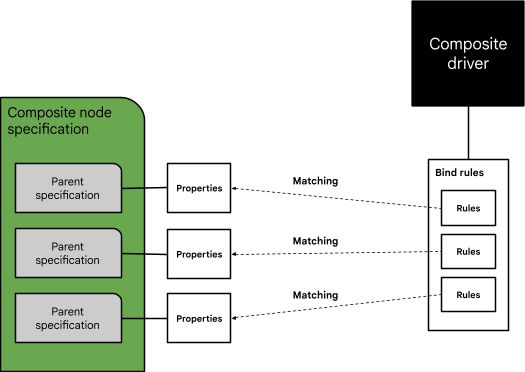 Composite
driver
Composite node
specification
Parent
specification
Properties
Matching
Bind rules
Rules
Parent
specification
Properties
Matching
Rules
Parent
specification
Properties
Matching
Rules